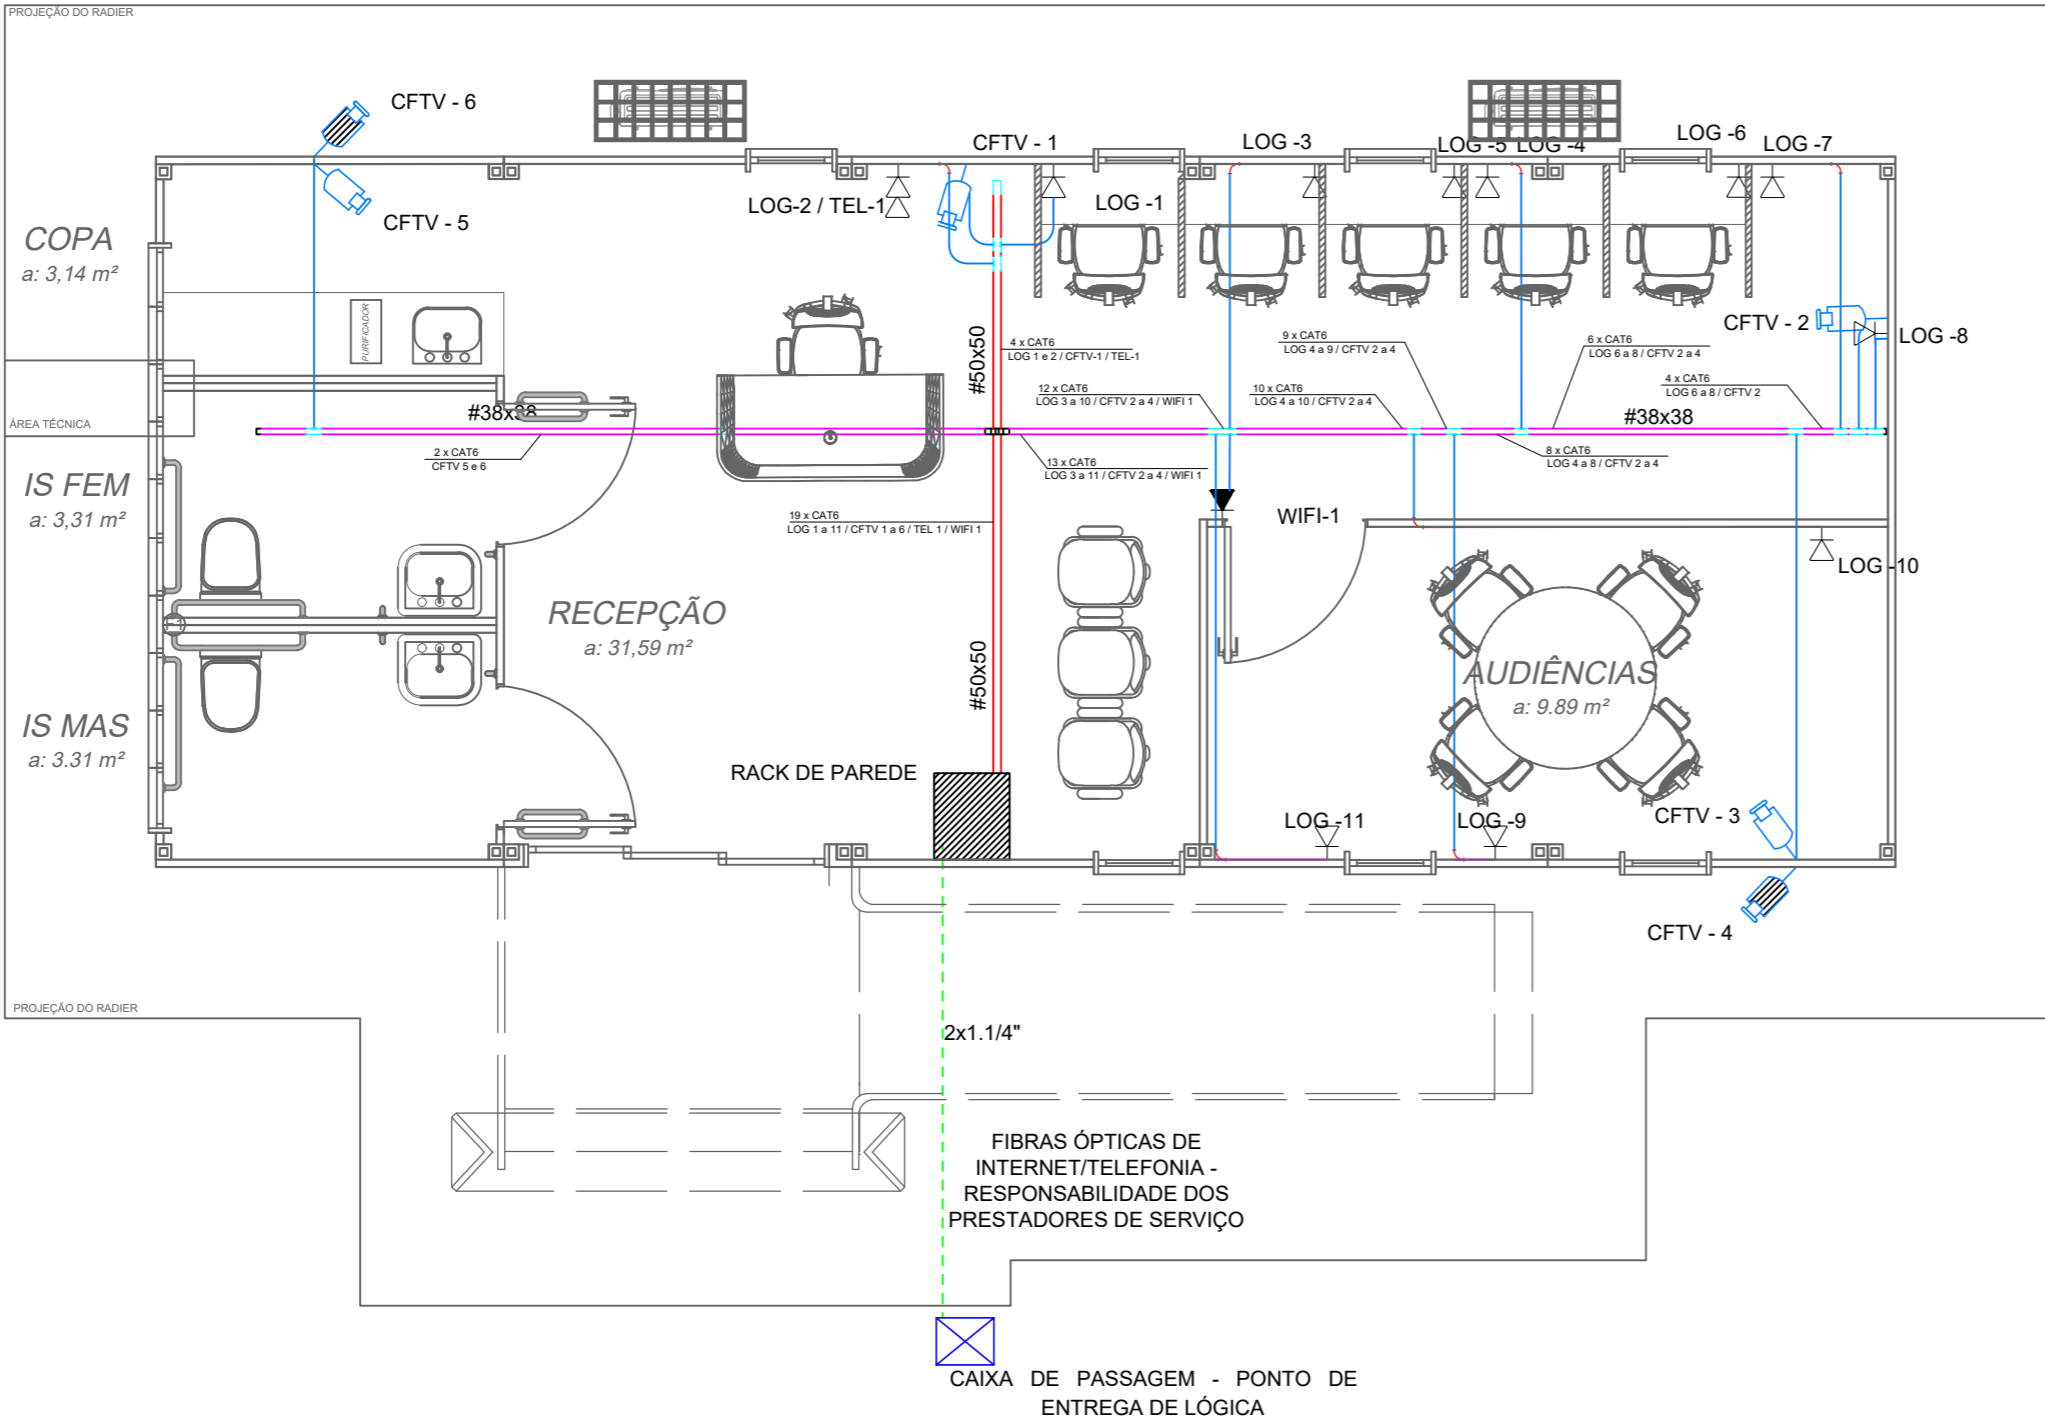 PROJEÇÃO DO RADIER
CFTV - 6
CFTV - 1
LOG -3
LOG -5
LOG -4
LOG -6
LOG -7
CFTV - 5
LOG-2 / TEL-1
LOG -1
COPA
a: 3,14 m²
PURIFICADOR
CFTV - 2
LOG -8
#50x50
4 x CAT6
LOG 1 e 2 / CFTV-1 / TEL-1
9 x CAT6
LOG 4 a 9 / CFTV 2 a 4
6 x CAT6
LOG 6 a 8 / CFTV 2 a 4
12 x CAT6
LOG 3 a 10 / CFTV 2 a 4 / WIFI 1
10 x CAT6
LOG 4 a 10 / CFTV 2 a 4
4 x CAT6
LOG 6 a 8 / CFTV 2
ÁREA TÉCNICA
#38x38
#38x38
2 x CAT6
CFTV 5 e 6
13 x CAT6
LOG 3 a 11 / CFTV 2 a 4 / WIFI 1
8 x CAT6
LOG 4 a 8 / CFTV 2 a 4
IS FEM
a: 3,31 m²
19 x CAT6
LOG 1 a 11 / CFTV 1 a 6 / TEL 1 / WIFI 1
WIFI-1
LOG -10
RECEPÇÃO
a: 31,59 m²
#50x50
AUDIÊNCIAS
a: 9.89 m²
IS MAS
a: 3.31 m²
RACK DE PAREDE
LOG -11
LOG -9
CFTV - 3
CFTV - 4
PROJEÇÃO DO RADIER
2x1.1/4"
FIBRAS ÓPTICAS DE
INTERNET/TELEFONIA -
RESPONSABILIDADE DOS
PRESTADORES DE SERVIÇO
CAIXA DE PASSAGEM - PONTO DE
ENTREGA DE LÓGICA